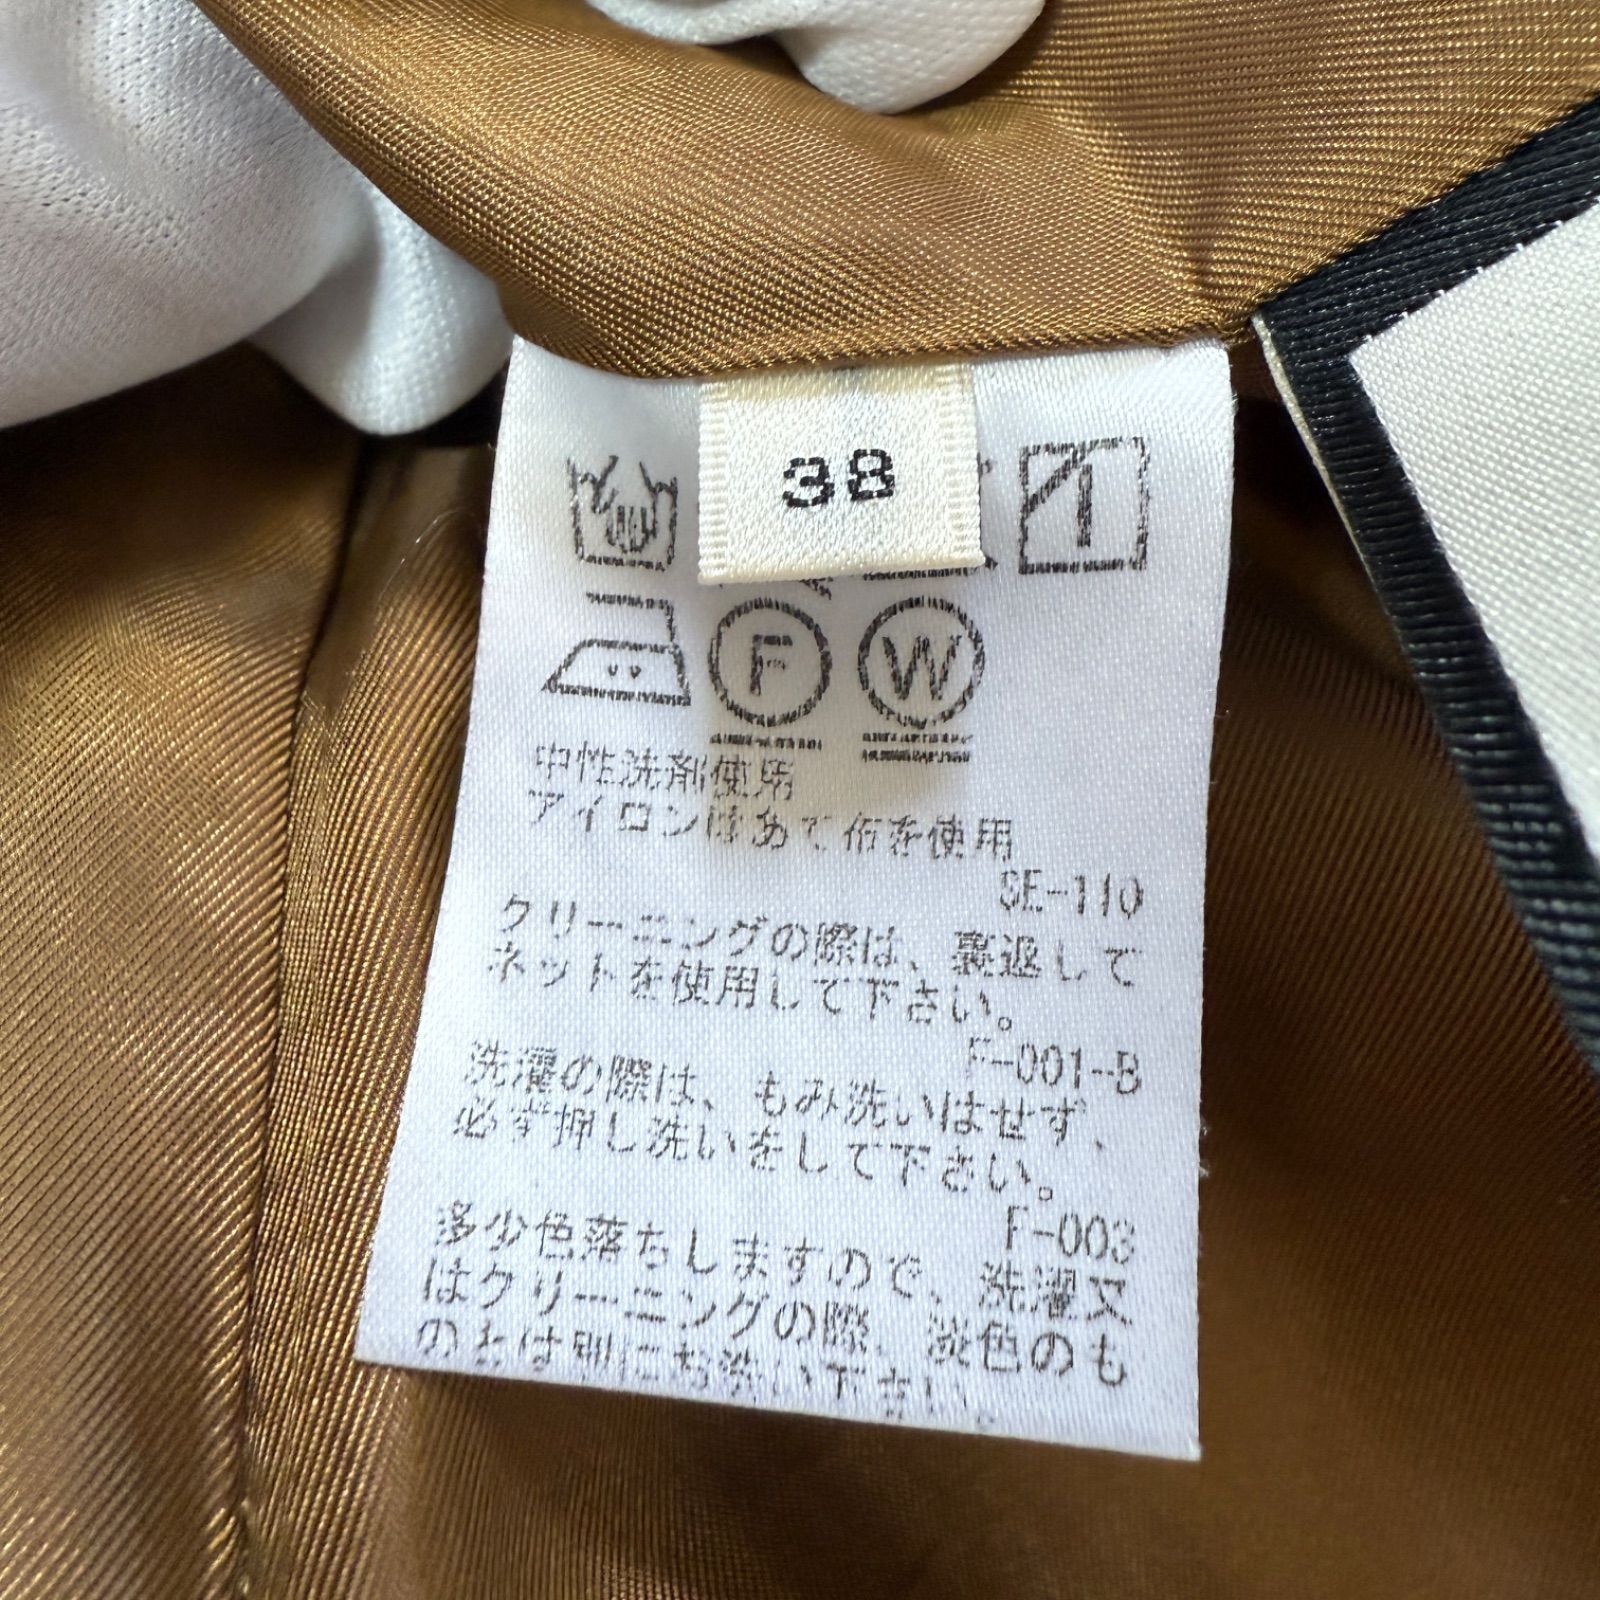 38
F W
中性洗剤使用
アイロンはあて布を使用
SE-110
クリーニングの際は、裏返して
ネットを使用して下さい。
F-001-B
洗濯の際は、もみ洗いはせず、
必ず押し洗いをして下さい。
F-003
多少色落ちしますので、洗濯又
はクリーニングの際、淡色のも
のとは別にお洗い下さい。